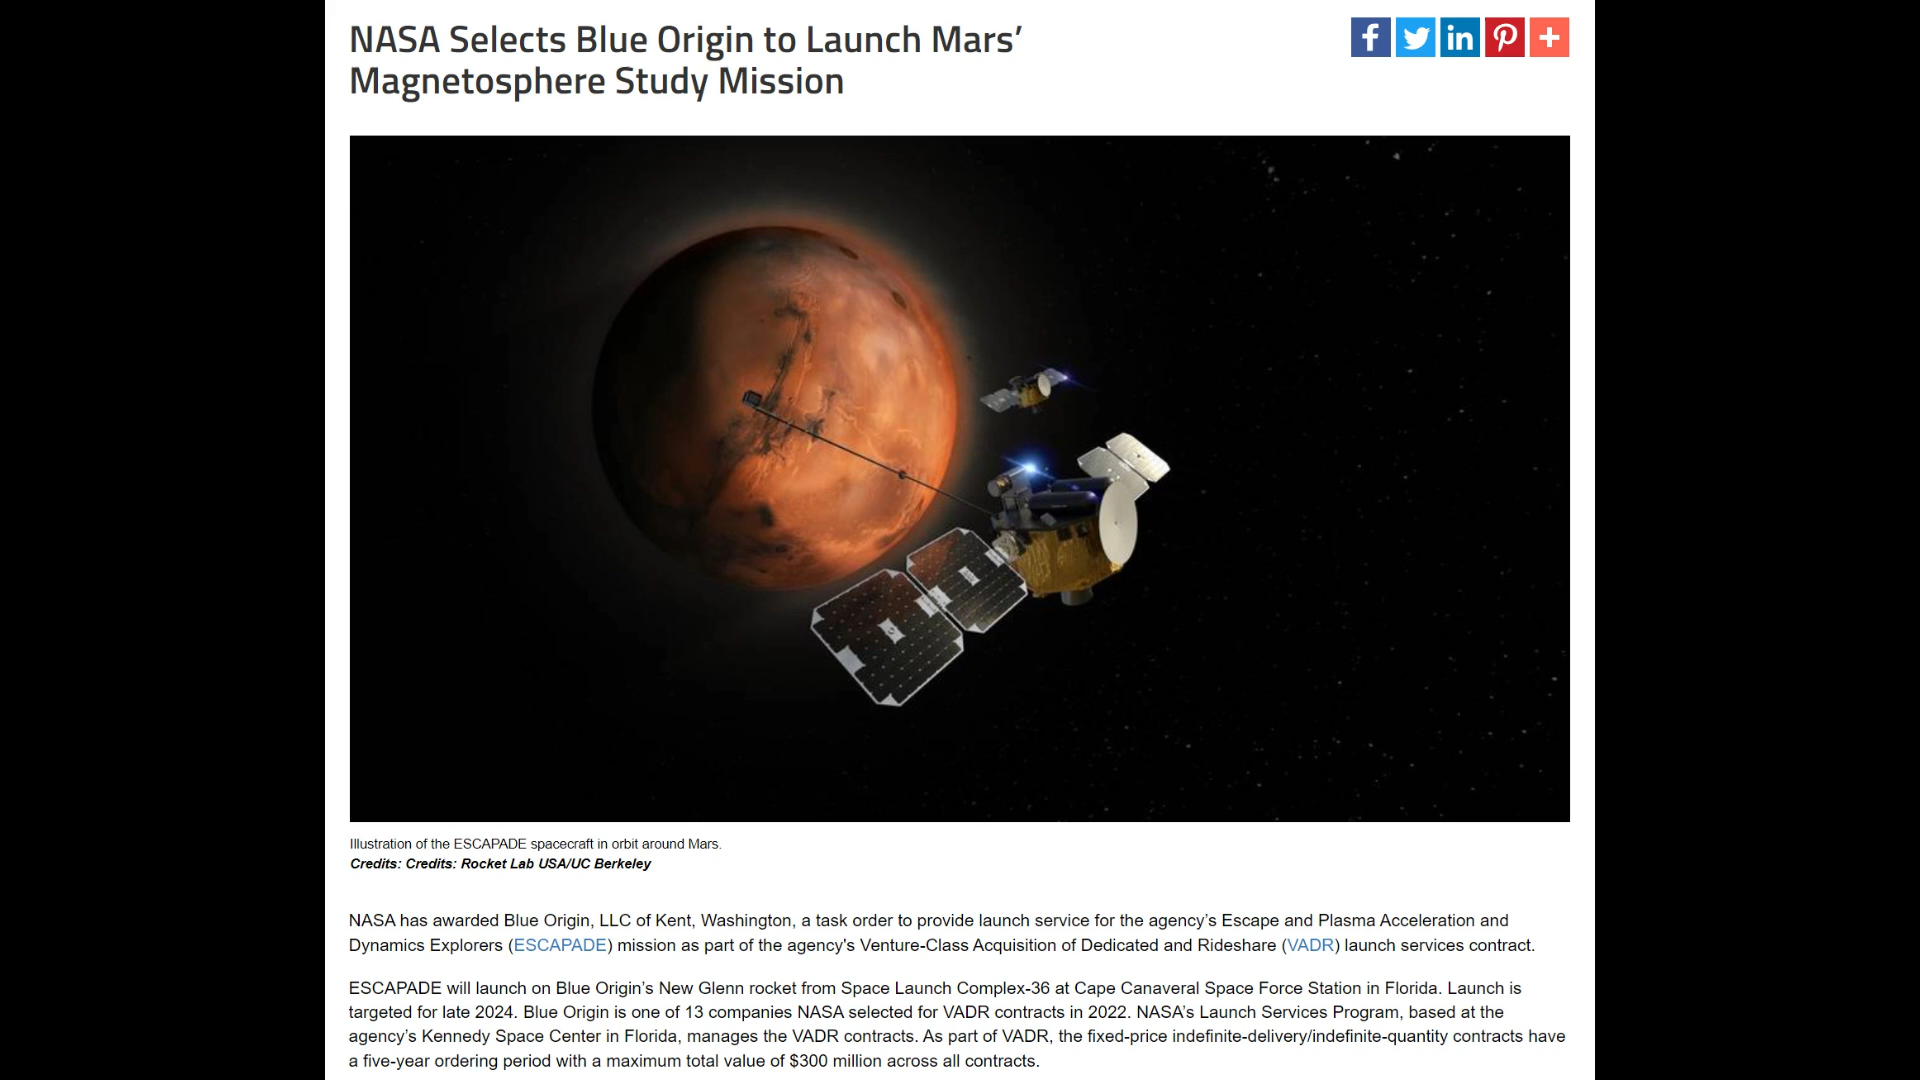 NASA Selects Blue Origin to Launch Mars’
Magnetosphere Study Mission
Illustration of the ESCAPADE spacecraft in orbit around Mars.
Credits: Credits: Rocket Lab USA/UC Berkeley
NASA has awarded Blue Origin, LLC of Kent, Washington, a task order to provide launch service for the agency’s Escape and Plasma Acceleration and
Dynamics Explorers (ESCAPADE) mission as part of the agency's Venture-Class Acquisition of Dedicated and Rideshare (VADR) launch services contract.
ESCAPADE will launch on Blue Origin’s New Glenn rocket from Space Launch Complex-36 at Cape Canaveral Space Force Station in Florida. Launch is
targeted for late 2024. Blue Origin is one of 13 companies NASA selected for VADR contracts in 2022. NASA’s Launch Services Program, based at the
agency’s Kennedy Space Center in Florida, manages the VADR contracts. As part of VADR, the fixed-price indefinite-delivery/indefinite-quantity contracts have
a five-year ordering period with a maximum total value of $300 million across all contracts.